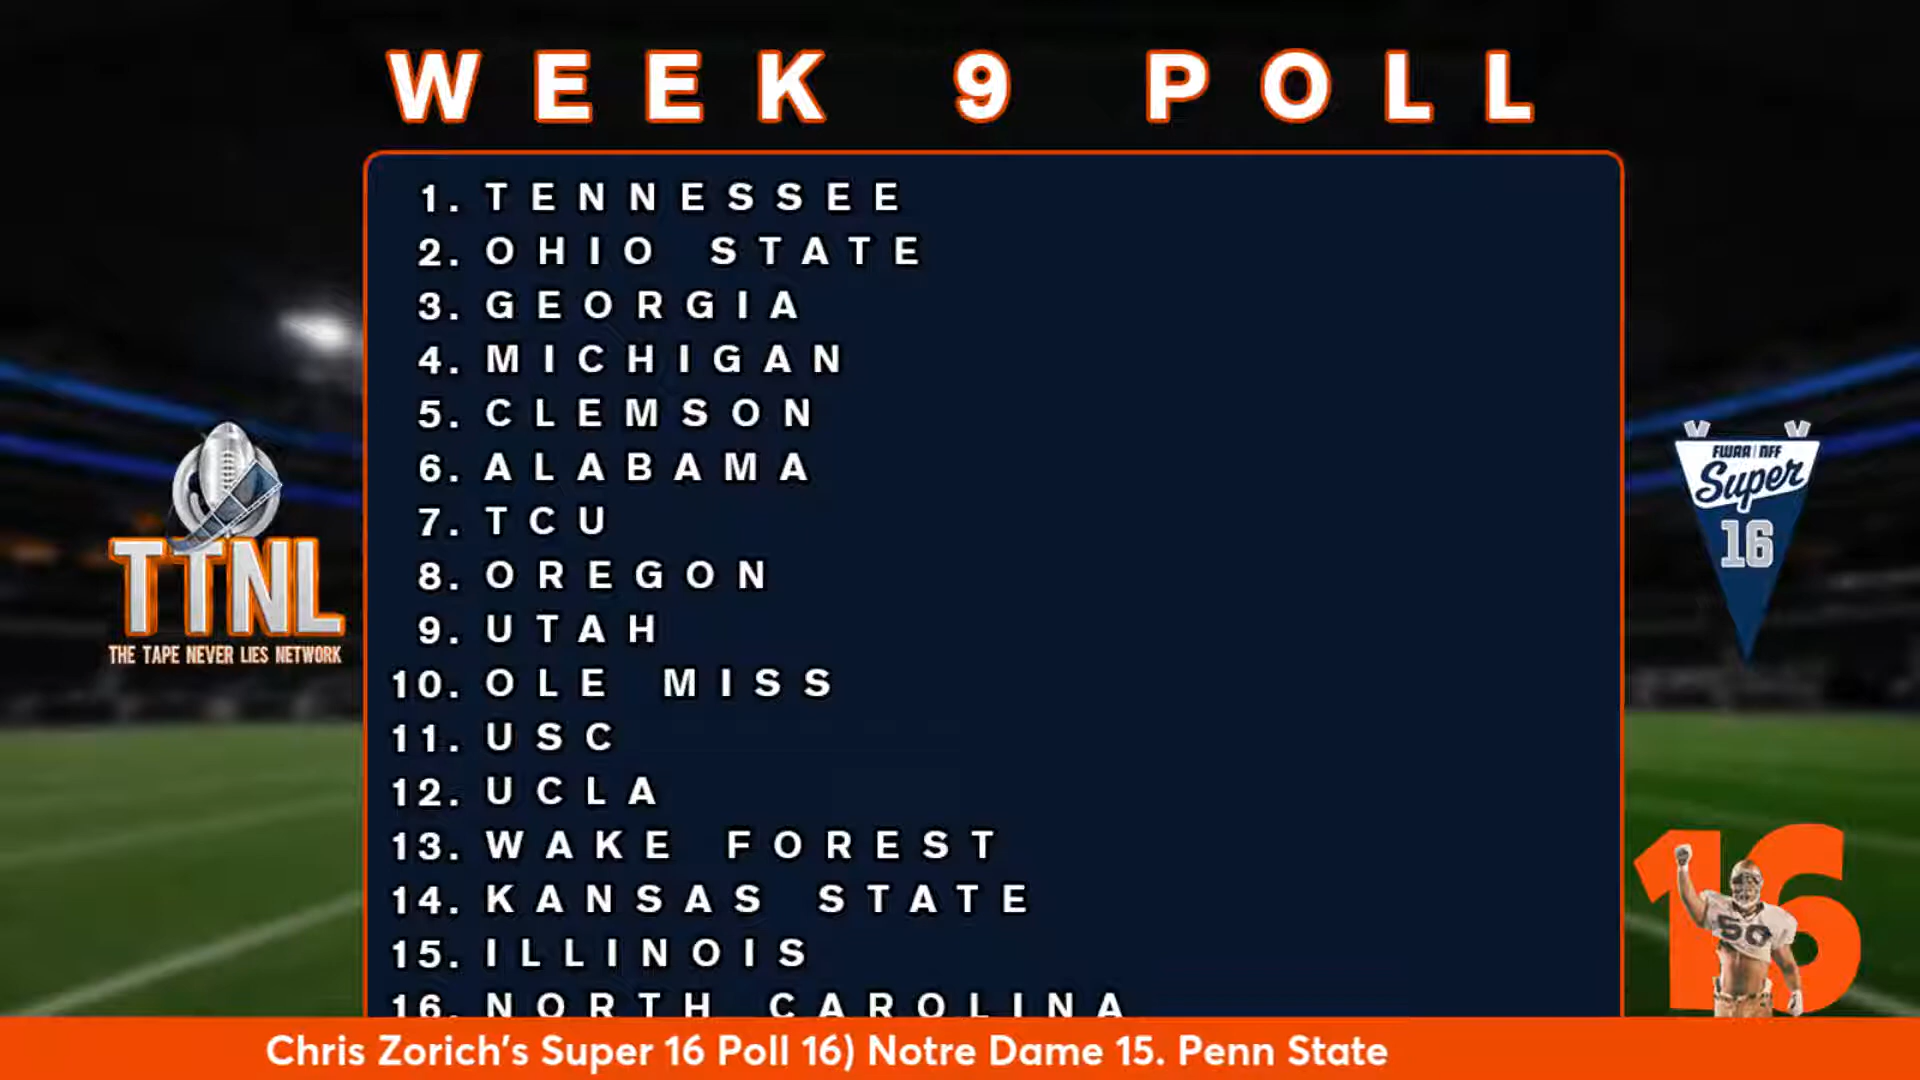 WEEK 9 POLL
1. TENNESSEE
2. OHIO STATE
3. GEORGIA
4. MICHIGAN
5. CLEMSON
6. ALABAMA
7. TCU
8. OREGON
9. UTAH
10. OLE MISS
11. USC
12. UCLA
13. WAKE FOREST
14. KANSAS STATE
15. ILLINOIS
16. NORTH CAROLINA
TTNL
THE TAPE NEVER LIES NETWORK
FWAA | NFF
Super
16
16
50
Chris Zorich's Super 16 Poll 16) Notre Dame 15. Penn State